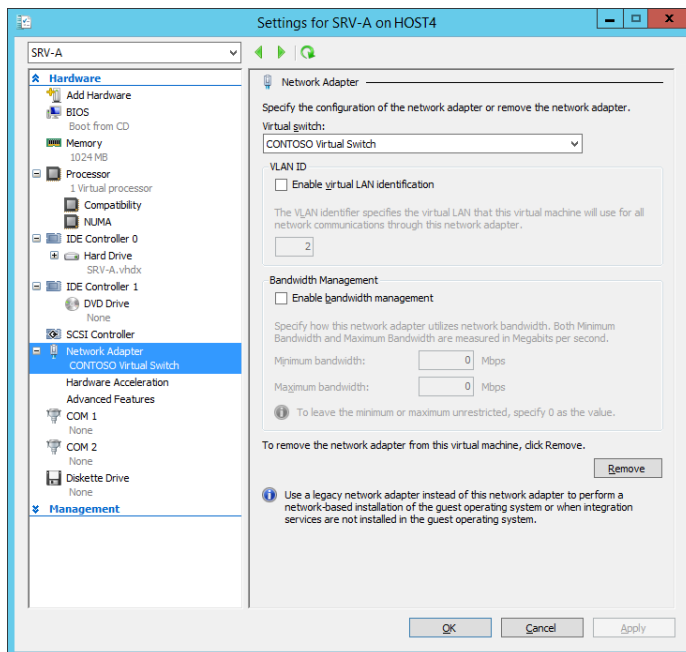 Settings for SRV-A on HOST4
SRV-A
Hardware
Add Hardware
BIOS
Boot from CD
Memory
1024 MB
Processor
1 Virtual processor
Compatibility
NUMA
IDE Controller 0
Hard Drive
SRV-A.vhdx
IDE Controller 1
DVD Drive
None
SCSI Controller
Network Adapter
CONTOSO Virtual Switch
Hardware Acceleration
Advanced Features
COM 1
None
COM 2
None
Diskette Drive
None
Management
Network Adapter
Specify the configuration of the network adapter or remove the network adapter.
Virtual switch:
CONTOSO Virtual Switch
VLAN ID
Enable virtual LAN identification
The VLAN identifier specifies the virtual LAN that this virtual machine will use for all
network communications through this network adapter.
2
Bandwidth Management
Enable bandwidth management
Specify how this network adapter utilizes network bandwidth. Both Minimum
Bandwidth and Maximum Bandwidth are measured in Megabits per second.
Minimum bandwidth: 0 Mbps
Maximum bandwidth: 0 Mbps
To leave the minimum or maximum unrestricted, specify 0 as the value.
To remove the network adapter from this virtual machine, click Remove.
Remove
Use a legacy network adapter instead of this network adapter to perform a
network-based installation of the guest operating system or when integration
services are not installed in the guest operating system.
OK Cancel Apply